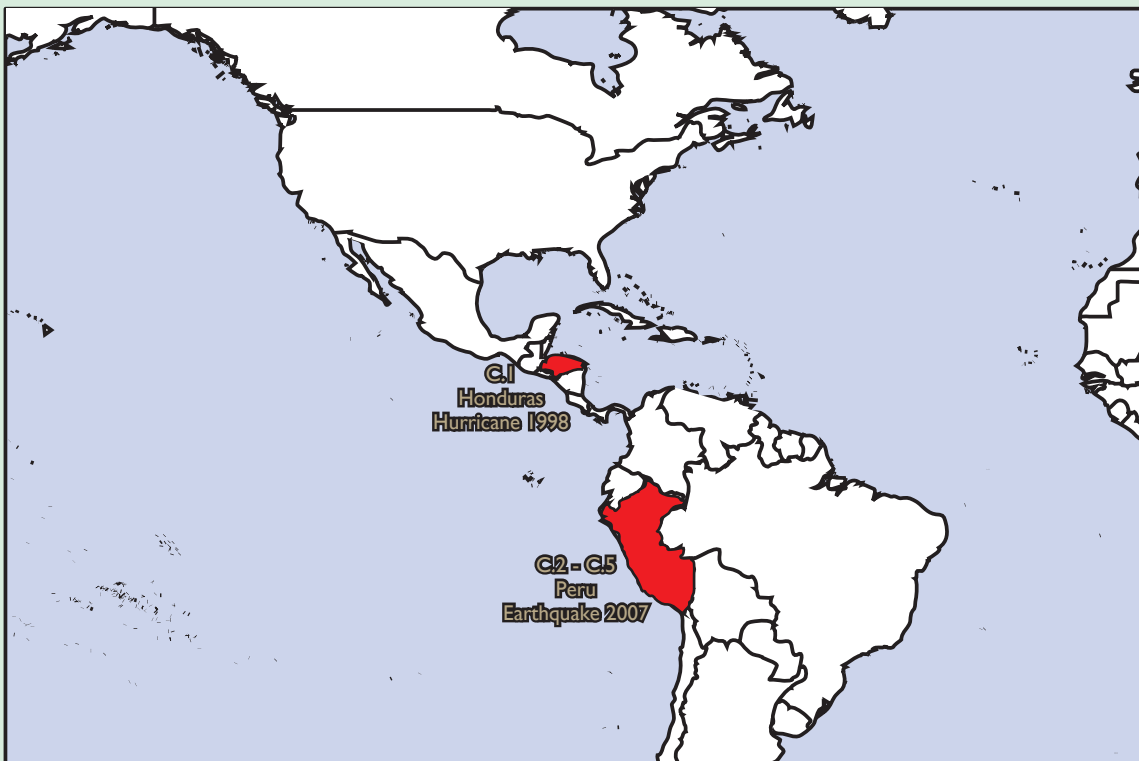 C.1
Honduras
Hurricane 1998
C.2 - C.5
Peru
Earthquake 2007